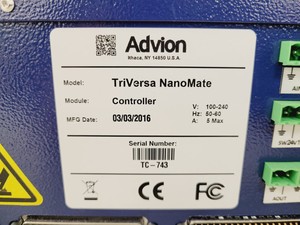 Advion
Ithaca, NY 14850 U.S.A.
Model: TriVersa NanoMate
Module: Controller V: 100-240
Hz: 50-60
MFG Date: 03/03/2016 A: 5 Max
Serial Number:
TC-743
CE FC
AOUT